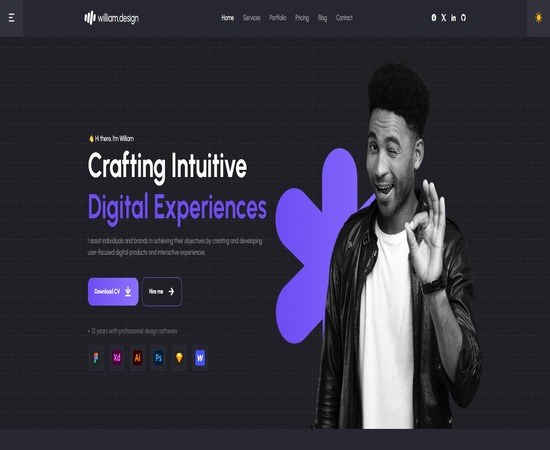 william.design
Home Services Portfolio Pricing Blog Contact
👋 Hi there, I'm William
Crafting Intuitive
Digital Experiences
I assist individuals and brands in achieving their objectives by creating and developing
user-focused digital products and interactive experiences.
Download CV
Hire me
+ 12 years with professional design software
Xd Ai Ps W